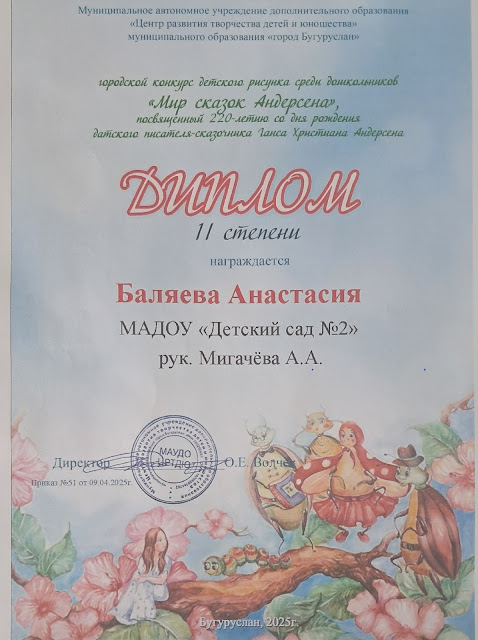 Муниципальное автономное учреждение дополнительного образования
«Центр развития творчества детей и юношества»
муниципального образования «город Бугуруслан»
городской конкурс детского рисунка среди дошкольников
«Мир сказок Андерсена»,
посвящённый 220-летию со дня рождения
датского писателя-сказочника Ганса Христиана Андерсена
ДИПЛОМ
II степени
награждается
Баляева Анастасия
МАДОУ «Детский сад №2»
рук. Мигачёва А.А.
МАУДО
Директор О.Е.
Приказ №51 от 09.04.2025г.
Бугуруслан, 2025г.